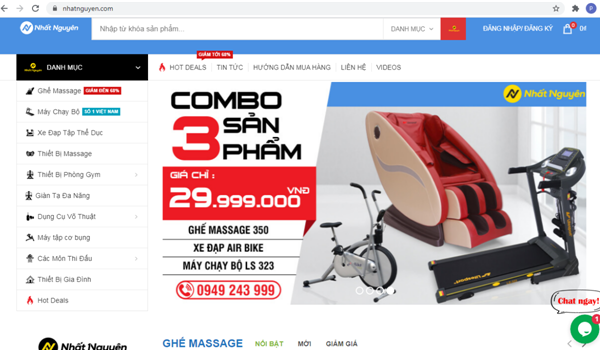 nhatnguyen.com
P
Nhất Nguyên
Nhập từ khóa sản phẩm...
DANH MỤC
ĐĂNG NHẬP/ ĐĂNG KÝ
0
0₫
DANH MỤC
GIẢM TỚI 60%
HOT DEALS
TIN TỨC
HƯỚNG DẪN MUA HÀNG
LIÊN HỆ
VIDEOS
Ghế Massage GIẢM ĐẾN 60%
Máy Chạy Bộ SỐ 1 VIỆT NAM
Xe Đạp Tập Thể Dục
Thiết Bị Massage
Thiết Bị Phòng Gym
Giàn Tạ Đa Năng
Dụng Cụ Võ Thuật
Máy tập cơ bụng
Các Môn Thi Đấu
Thiết Bị Gia Đình
Hot Deals
Nhất Nguyên
COMBO
3 SẢN
PHẨM
GIÁ CHỈ :
29.999.000 VNĐ
GHẾ MASSAGE 350
XE ĐẠP AIR BIKE
MÁY CHẠY BỘ LS 323
0949 243 999
Chat ngay!
1
Nhất Nguyên
GHẾ MASSAGE
NỔI BẬT
MỚI
GIẢM GIÁ